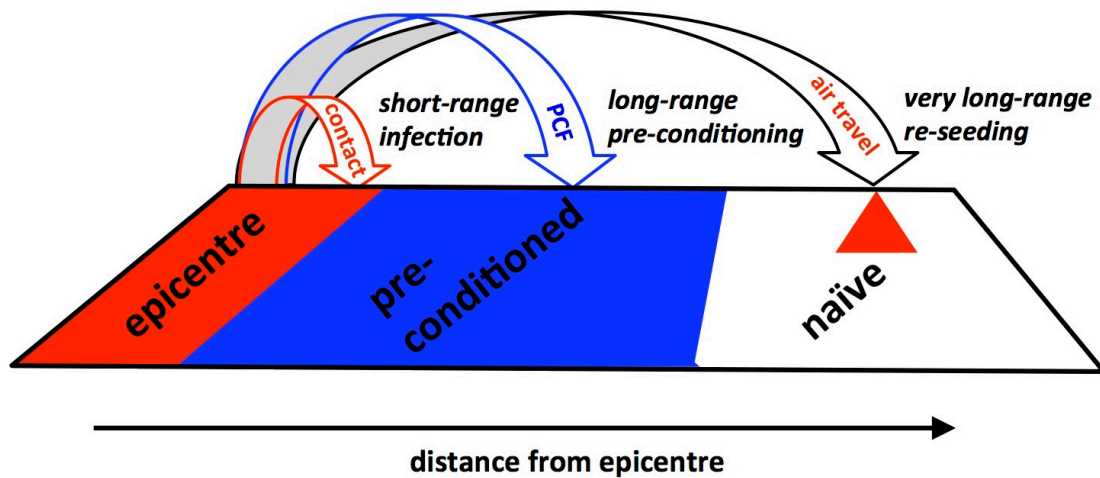 contact
short-range
infection
PCF
long-range
pre-conditioning
air travel
very long-range
re-seeding
epicentre
pre-
conditioned
naïve
distance from epicentre